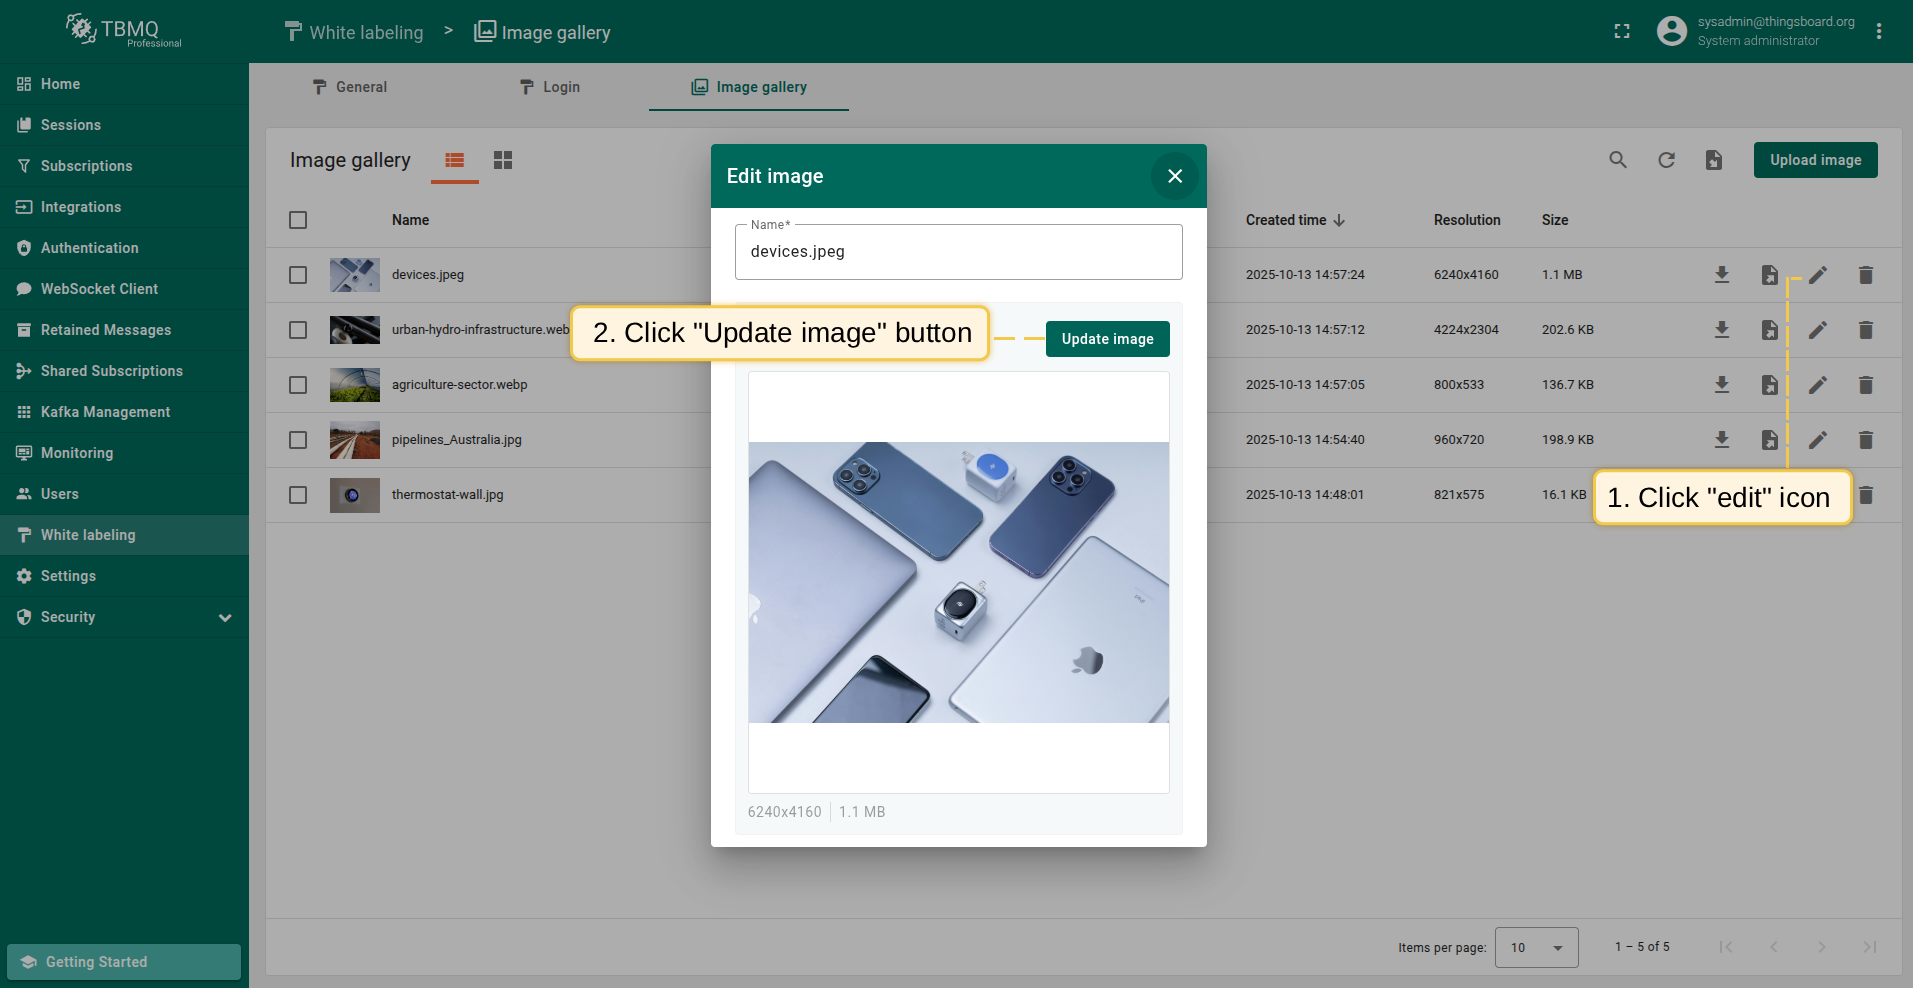 TBMQ
Professional
White labeling > Image gallery
sysadmin@thingsboard.org
System administrator
Home
Sessions
Subscriptions
Integrations
Authentication
WebSocket Client
Retained Messages
Shared Subscriptions
Kafka Management
Monitoring
Users
White labeling
Settings
Security
Getting Started
General
Login
Image gallery
Image gallery
Upload image
Name
Created time
Resolution
Size
devices.jpeg
2025-10-13 14:57:24
6240x4160
1.1 MB
urban-hydro-infrastructure.web
2025-10-13 14:57:12
4224x2304
202.6 KB
agriculture-sector.webp
2025-10-13 14:57:05
800x533
136.7 KB
pipelines_Australia.jpg
2025-10-13 14:54:40
960x720
198.9 KB
thermostat-wall.jpg
2025-10-13 14:48:01
821x575
16.1 KB
Edit image
Name*
devices.jpeg
2. Click "Update image" button
Update image
iPad
6240x4160
1.1 MB
1. Click "edit" icon
Items per page:
10
1 – 5 of 5